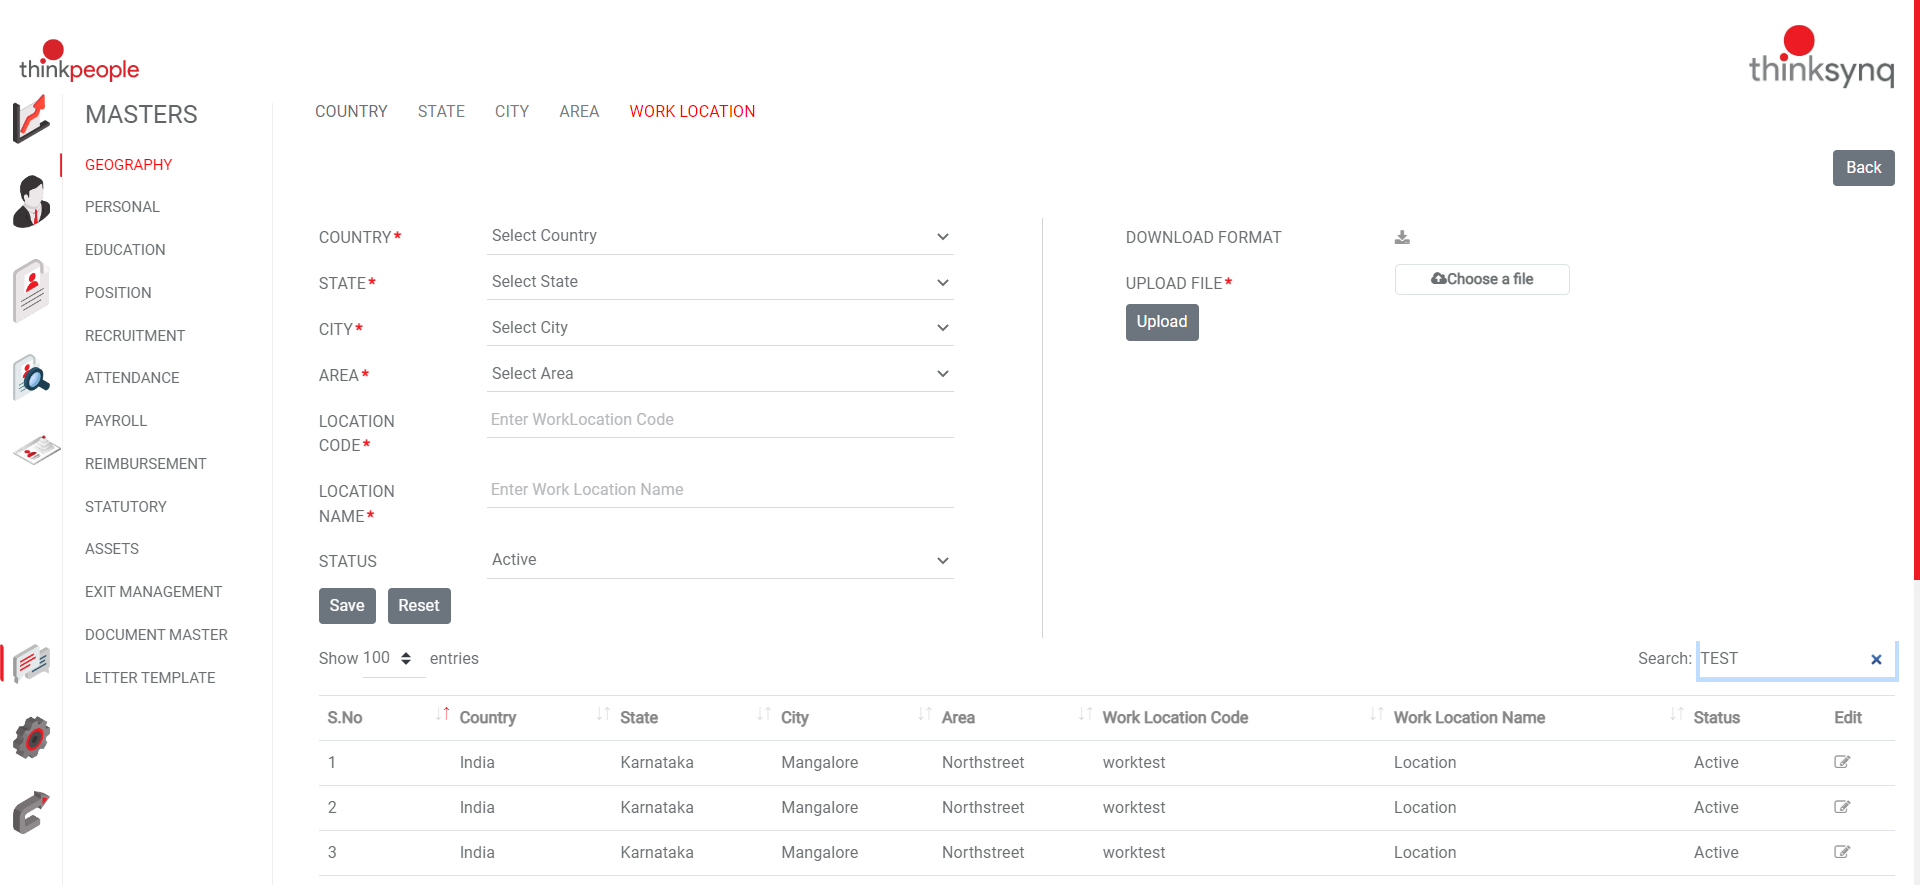 thinkpeople
thinksynq
MASTERS
COUNTRY STATE CITY AREA WORK LOCATION
GEOGRAPHY
PERSONAL
EDUCATION
POSITION
RECRUITMENT
ATTENDANCE
PAYROLL
REIMBURSEMENT
STATUTORY
ASSETS
EXIT MANAGEMENT
DOCUMENT MASTER
LETTER TEMPLATE
Back
COUNTRY* Select Country
STATE* Select State
CITY* Select City
AREA* Select Area
LOCATION
CODE* Enter WorkLocation Code
LOCATION
NAME* Enter Work Location Name
STATUS Active
Save Reset
DOWNLOAD FORMAT
UPLOAD FILE* Choose a file
Upload
Show 100 entries
Search: TEST ×
S.No Country State City Area Work Location Code Work Location Name Status Edit
1 India Karnataka Mangalore Northstreet worktest Location Active
2 India Karnataka Mangalore Northstreet worktest Location Active
3 India Karnataka Mangalore Northstreet worktest Location Active